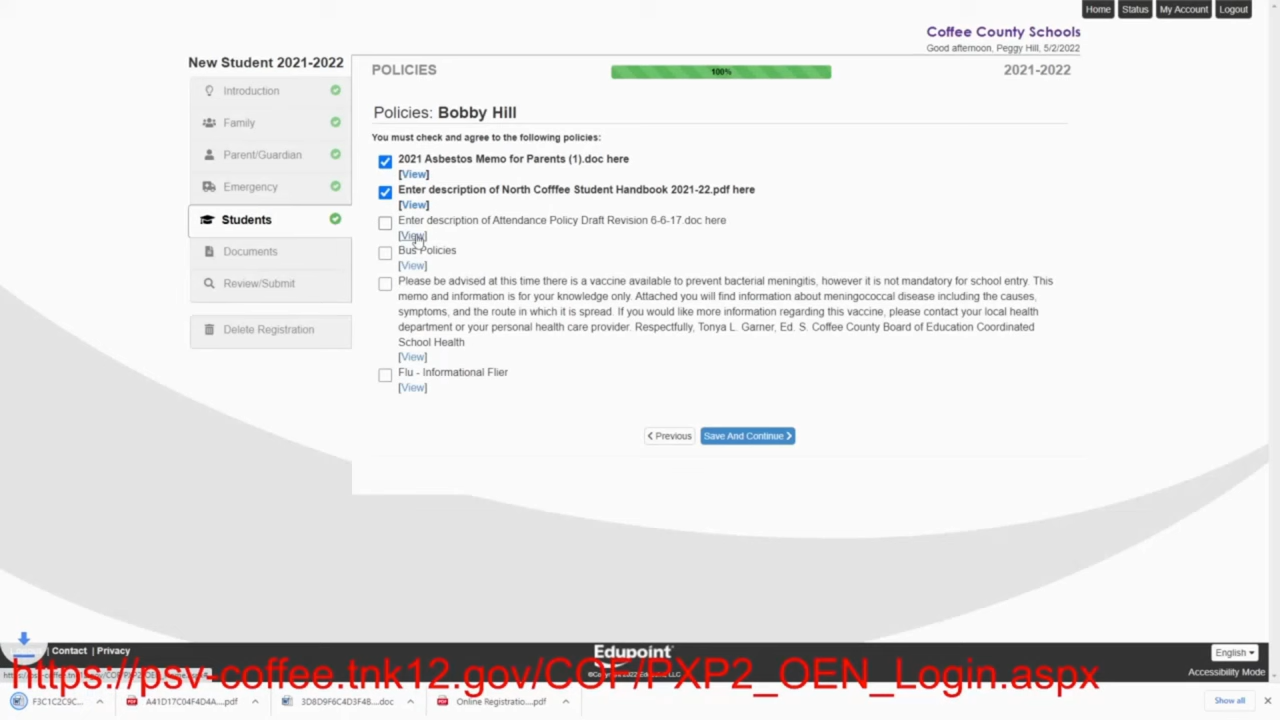 Home Status My Account Logout
Coffee County Schools
Good afternoon, Peggy Hill, 5/2/2022
New Student 2021-2022
Introduction
Family
Parent/Guardian
Emergency
Students
Documents
Review/Submit
Delete Registration
POLICIES
100%
2021-2022
Policies: Bobby Hill
You must check and agree to the following policies:
2021 Asbestos Memo for Parents (1).doc here
[View]
Enter description of North Cofffee Student Handbook 2021-22.pdf here
[View]
Enter description of Attendance Policy Draft Revision 6-6-17.doc here
[View]
Bus Policies
[View]
Please be advised at this time there is a vaccine available to prevent bacterial meningitis, however it is not mandatory for school entry. This
memo and information is for your knowledge only. Attached you will find information about meningococcal disease including the causes,
symptoms, and the route in which it is spread. If you would like more information regarding this vaccine, please contact your local health
department or your personal health care provider. Respectfully, Tonya L. Garner, Ed. S. Coffee County Board of Education Coordinated
School Health
[View]
Flu - Informational Flier
[View]
Previous
Save And Continue
Contact | Privacy
Edupoint
English
Accessibility Mode
https://psv-coffee.tnk12.gov/COF/PXP2_OEN_Login.aspx
F3C1C2C9C...
A41D17C04F4D4A....pdf
3D8D9F6C4D3F4B....doc
Online Registratio....pdf
Show all